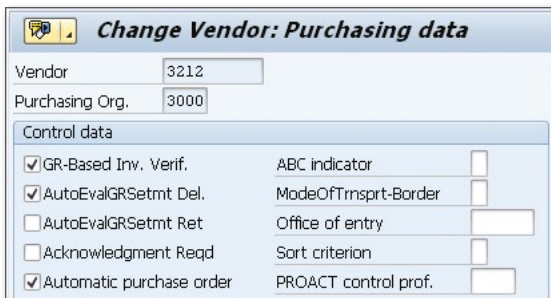 Change Vendor: Purchasing data
Vendor 3212
Purchasing Org. 3000
Control data
GR-Based Inv. Verif. ABC indicator
AutoEvalGRSetmt Del. ModeOfTrnsprt-Border
AutoEvalGRSetmt Ret Office of entry
Acknowledgment Reqd Sort criterion
Automatic purchase order PROACT control prof.